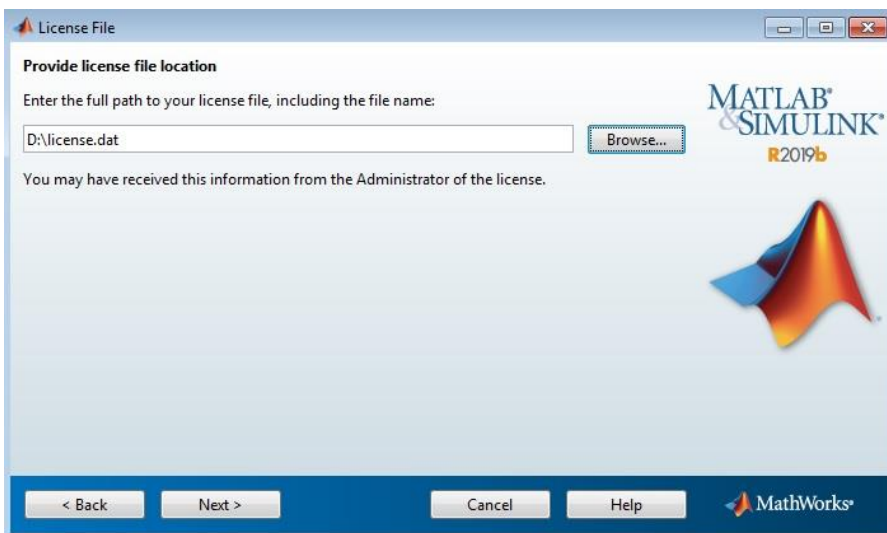 License File
Provide license file location
Enter the full path to your license file, including the file name:
D:\license.dat
Browse...
You may have received this information from the Administrator of the license.
MATLAB®
&SIMULINK®
R2019b
< Back
Next >
Cancel
Help
MathWorks®